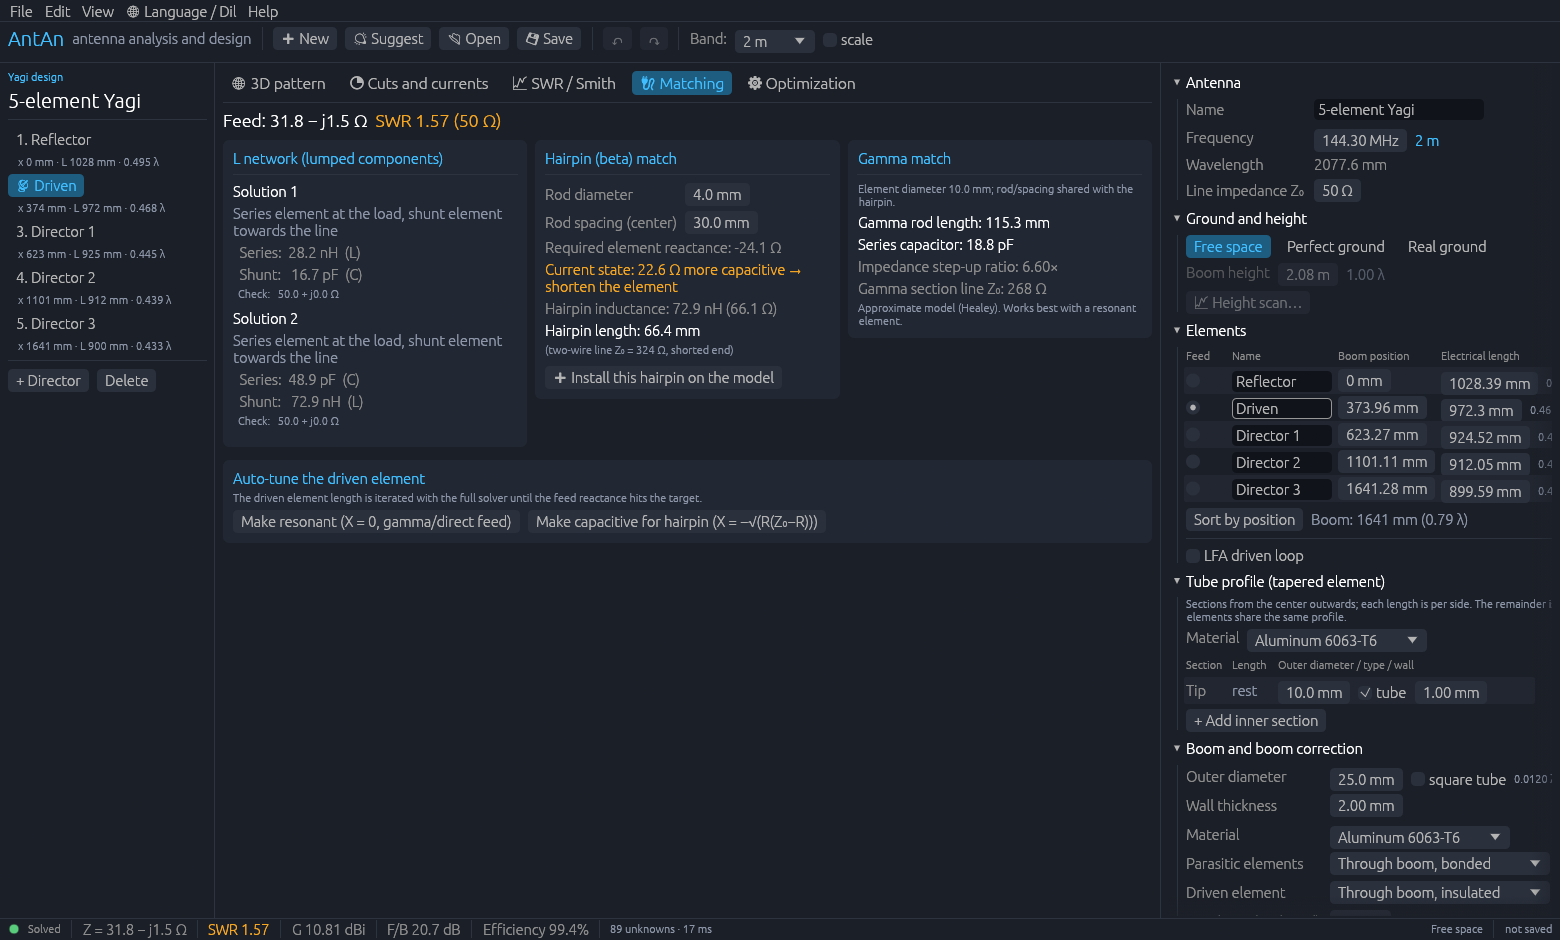 File Edit View Language / Dil Help
AntAn antenna analysis and design + New Suggest Open Save Band: 2 m scale
Yagi design
5-element Yagi
1. Reflector
x 0 mm · L 1028 mm · 0.495 λ
Driven
x 374 mm · L 972 mm · 0.468 λ
3. Director 1
x 623 mm · L 925 mm · 0.445 λ
4. Director 2
x 1101 mm · L 912 mm · 0.439 λ
5. Director 3
x 1641 mm · L 900 mm · 0.433 λ
+ Director Delete
3D pattern Cuts and currents SWR / Smith Matching Optimization
Feed: 31.8 − j1.5 Ω SWR 1.57 (50 Ω)
L network (lumped components)
Solution 1
Series element at the load, shunt element
towards the line
Series: 28.2 nH (L)
Shunt: 16.7 pF (C)
Check: 50.0 + j0.0 Ω
Solution 2
Series element at the load, shunt element
towards the line
Series: 48.9 pF (C)
Shunt: 72.9 nH (L)
Check: 50.0 + j0.0 Ω
Hairpin (beta) match
Rod diameter 4.0 mm
Rod spacing (center) 30.0 mm
Required element reactance: -24.1 Ω
Current state: 22.6 Ω more capacitive →
shorten the element
Hairpin inductance: 72.9 nH (66.1 Ω)
Hairpin length: 66.4 mm
(two-wire line Z₀ = 324 Ω, shorted end)
+ Install this hairpin on the model
Gamma match
Element diameter 10.0 mm; rod/spacing shared with the
hairpin.
Gamma rod length: 115.3 mm
Series capacitor: 18.8 pF
Impedance step-up ratio: 6.60×
Gamma section line Z₀: 268 Ω
Approximate model (Healey). Works best with a resonant
element.
Auto-tune the driven element
The driven element length is iterated with the full solver until the feed reactance hits the target.
Make resonant (X = 0, gamma/direct feed) Make capacitive for hairpin (X = −√(R(Z₀−R)))
Antenna
Name 5-element Yagi
Frequency 144.30 MHz 2 m
Wavelength 2077.6 mm
Line impedance Z₀ 50 Ω
Ground and height
Free space Perfect ground Real ground
Boom height 2.08 m 1.00 λ
Height scan...
Elements
Feed Name Boom position Electrical length
Reflector 0 mm 1028.39 mm 0
Driven 373.96 mm 972.3 mm 0.46
Director 1 623.27 mm 924.52 mm 0.4
Director 2 1101.11 mm 912.05 mm 0.4
Director 3 1641.28 mm 899.59 mm 0.4
Sort by position Boom: 1641 mm (0.79 λ)
LFA driven loop
Tube profile (tapered element)
Sections from the center outwards; each length is per side. The remainder i
elements share the same profile.
Material Aluminum 6063-T6
Section Length Outer diameter / type / wall
Tip rest 10.0 mm ✓ tube 1.00 mm
+ Add inner section
Boom and boom correction
Outer diameter 25.0 mm square tube 0.0120
Wall thickness 2.00 mm
Material Aluminum 6063-T6
Parasitic elements Through boom, bonded
Driven element Through boom, insulated
Solved Z = 31.8 − j1.5 Ω SWR 1.57 G 10.81 dBi F/B 20.7 dB Efficiency 99.4% 89 unknowns · 17 ms Free space not saved